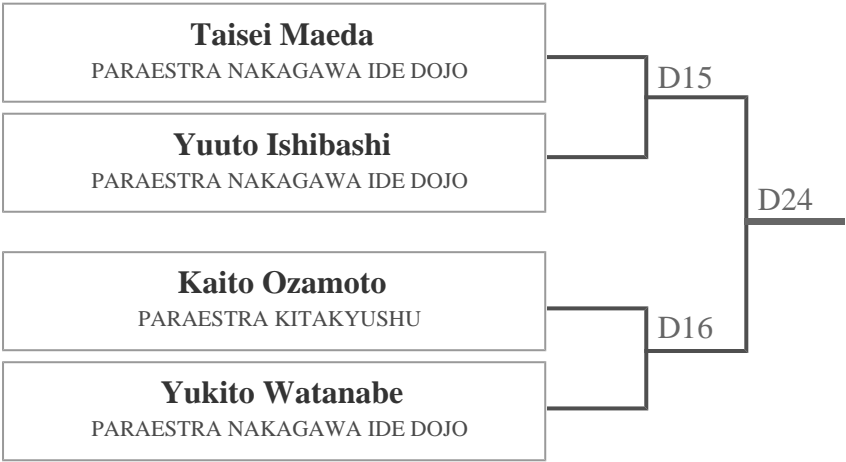 Taisei Maeda
PARAESTRA NAKAGAWA IDE DOJO
D15
Yuuto Ishibashi
PARAESTRA NAKAGAWA IDE DOJO
D24
Kaito Ozamoto
PARAESTRA KITAKYUSHU
D16
Yukito Watanabe
PARAESTRA NAKAGAWA IDE DOJO